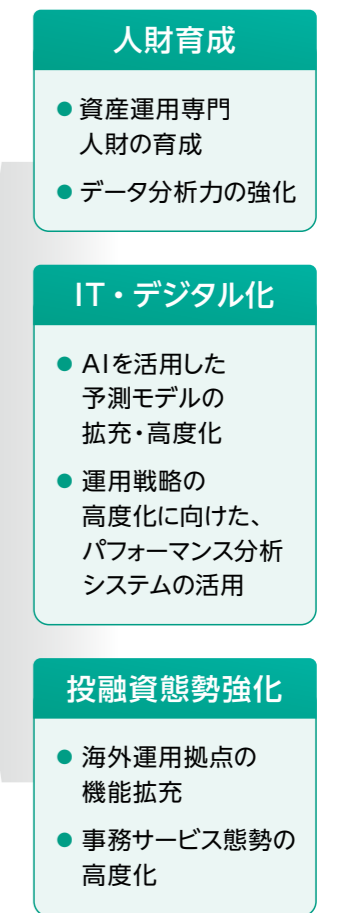 人財育成
● 資産運用専門
人財の育成
● データ分析力の強化
IT・デジタル化
● AIを活用した
予測モデルの
拡充・高度化
● 運用戦略の
高度化に向けた、
パフォーマンス分析
システムの活用
投融資態勢強化
● 海外運用拠点の
機能拡充
● 事務サービス態勢の
高度化